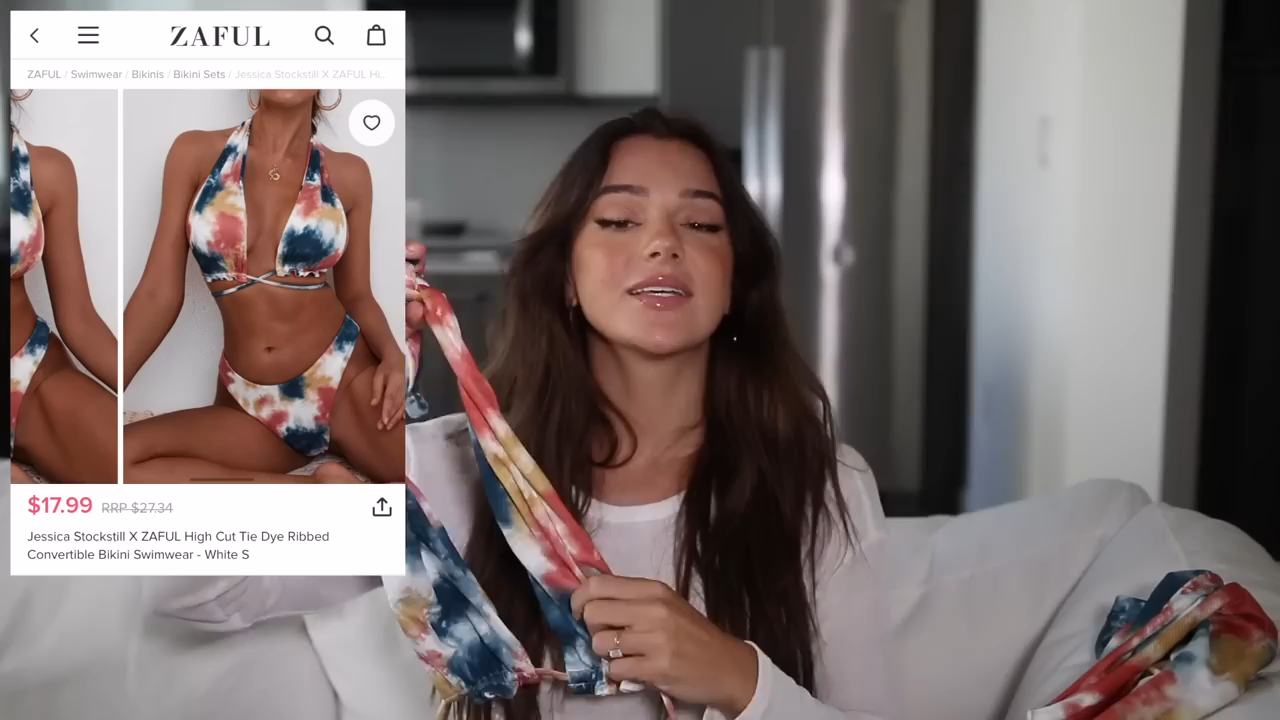 ZAFUL
ZAFUL / Swimwear / Bikinis / Bikini Sets / Jessica Stockstill X ZAFUL Hi...
$17.99 RRP $27.34
Jessica Stockstill X ZAFUL High Cut Tie Dye Ribbed
Convertible Bikini Swimwear - White S